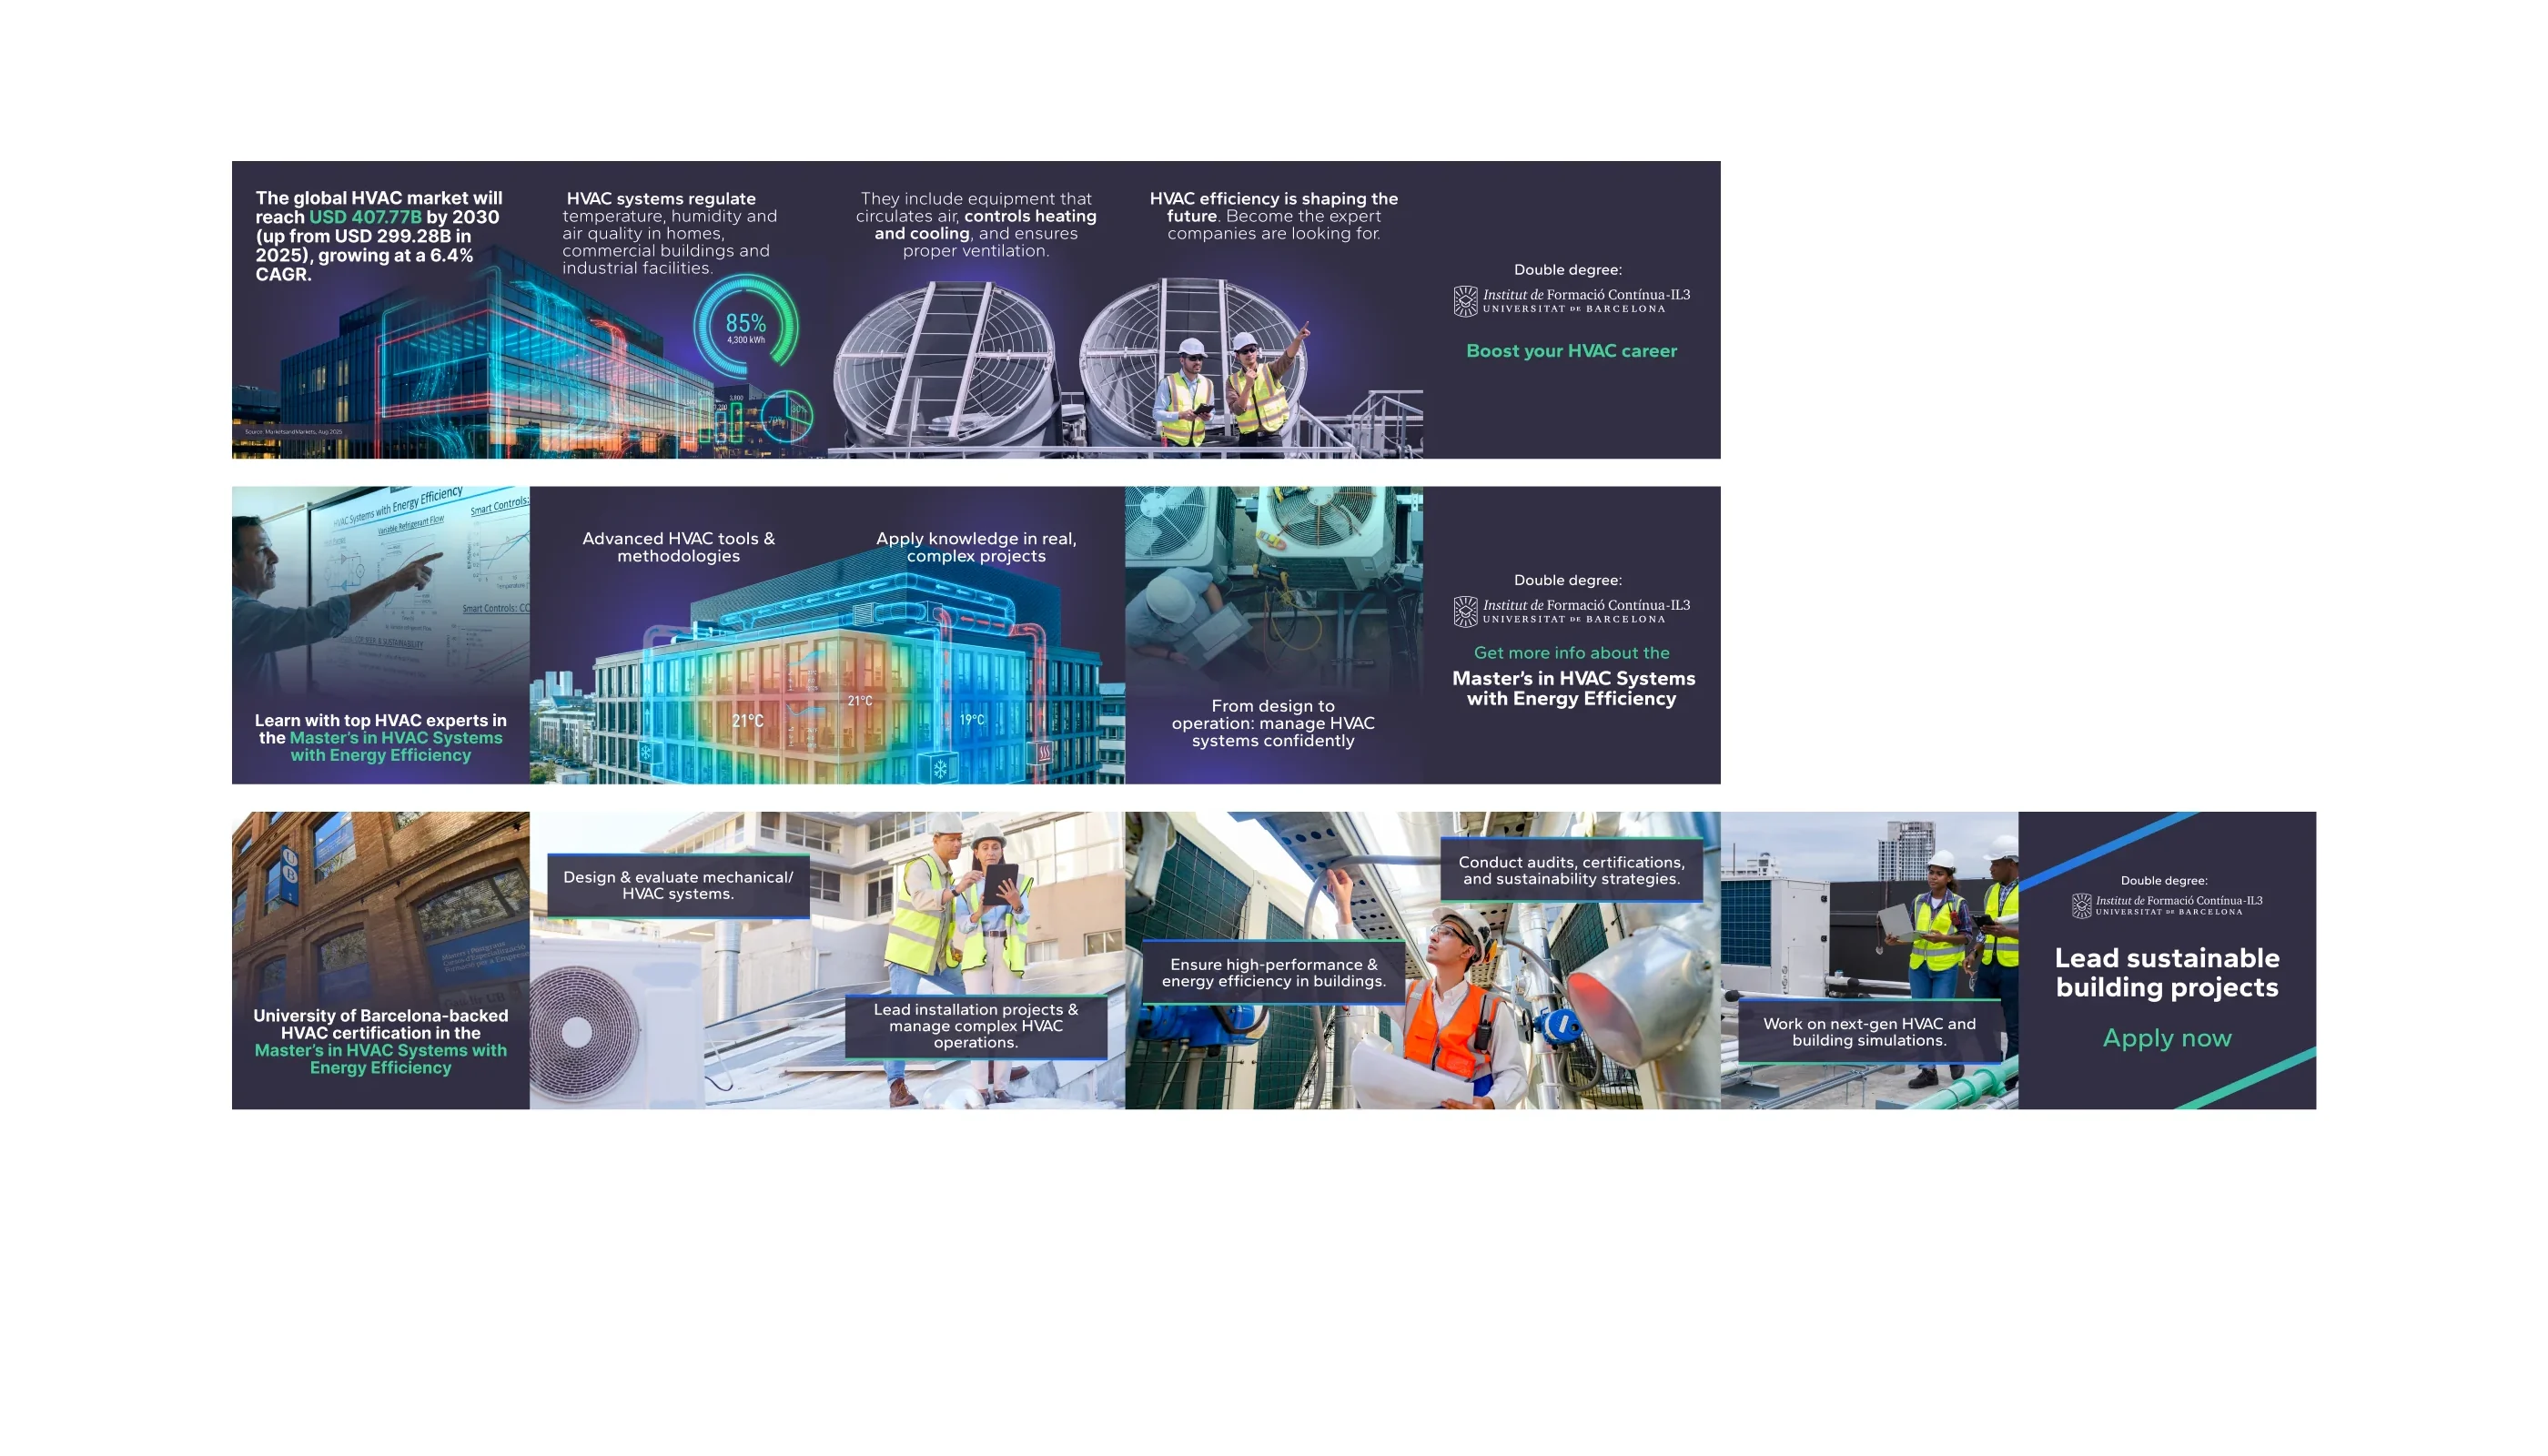 The global HVAC market will
reach USD 407.77B by 2030
(up from USD 299.28B in
2025), growing at a 6.4%
CAGR.
Source: MarketsandMarkets, Aug 2025
HVAC systems regulate
temperature, humidity and
air quality in homes,
commercial buildings and
industrial facilities.
85%
4,300 kWh
They include equipment that
circulates air, controls heating
and cooling, and ensures
proper ventilation.
HVAC efficiency is shaping the
future. Become the expert
companies are looking for.
Double degree:
Institut de Formació Contínua-IL3
UNIVERSITAT DE BARCELONA
Boost your HVAC career
HVAC Systems with Energy Efficiency
Variable Refrigerant Flow
Smart Controls:
Smart Controls: CC
Learn with top HVAC experts in
the Master's in HVAC Systems
with Energy Efficiency
Advanced HVAC tools &
methodologies
21°C
Apply knowledge in real,
complex projects
21°C
19°C
From design to
operation: manage HVAC
systems confidently
Double degree:
Institut de Formació Contínua-IL3
UNIVERSITAT DE BARCELONA
Get more info about the
Master's in HVAC Systems
with Energy Efficiency
U
B
University of Barcelona-backed
HVAC certification in the
Master's in HVAC Systems with
Energy Efficiency
Design & evaluate mechanical/
HVAC systems.
Lead installation projects &
manage complex HVAC
operations.
Ensure high-performance &
energy efficiency in buildings.
Conduct audits, certifications,
and sustainability strategies.
Work on next-gen HVAC and
building simulations.
Double degree:
Institut de Formació Contínua-IL3
UNIVERSITAT DE BARCELONA
Lead sustainable
building projects
Apply now